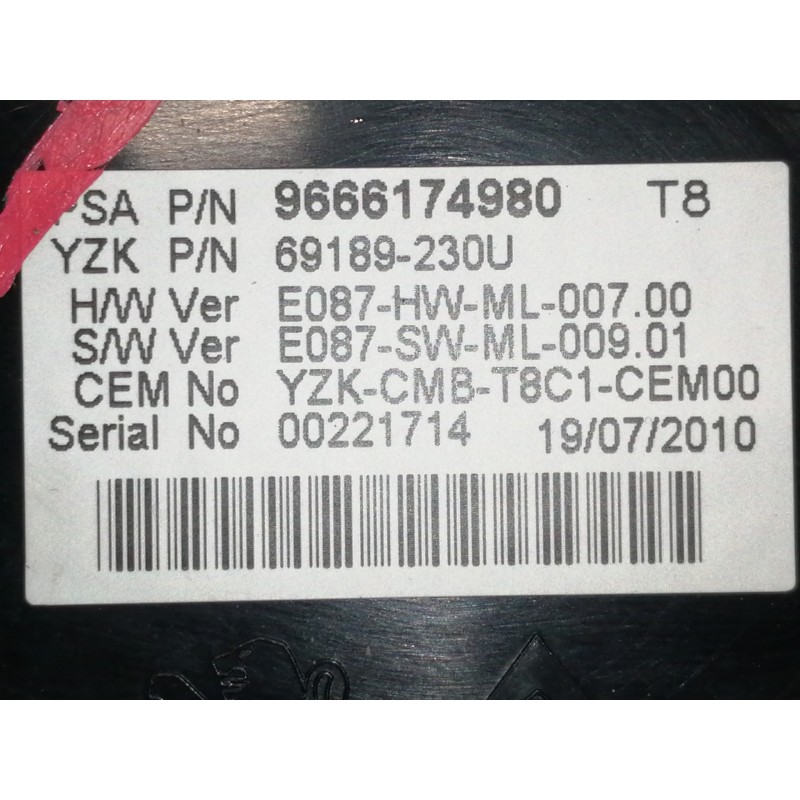 PSA P/N 9666174980 T8
YZK P/N 69189-230U
H/W Ver E087-HW-ML-007.00
S/W Ver E087-SW-ML-009.01
CEM No YZK-CMB-T8C1-CEM00
Serial No 00221714 19/07/2010